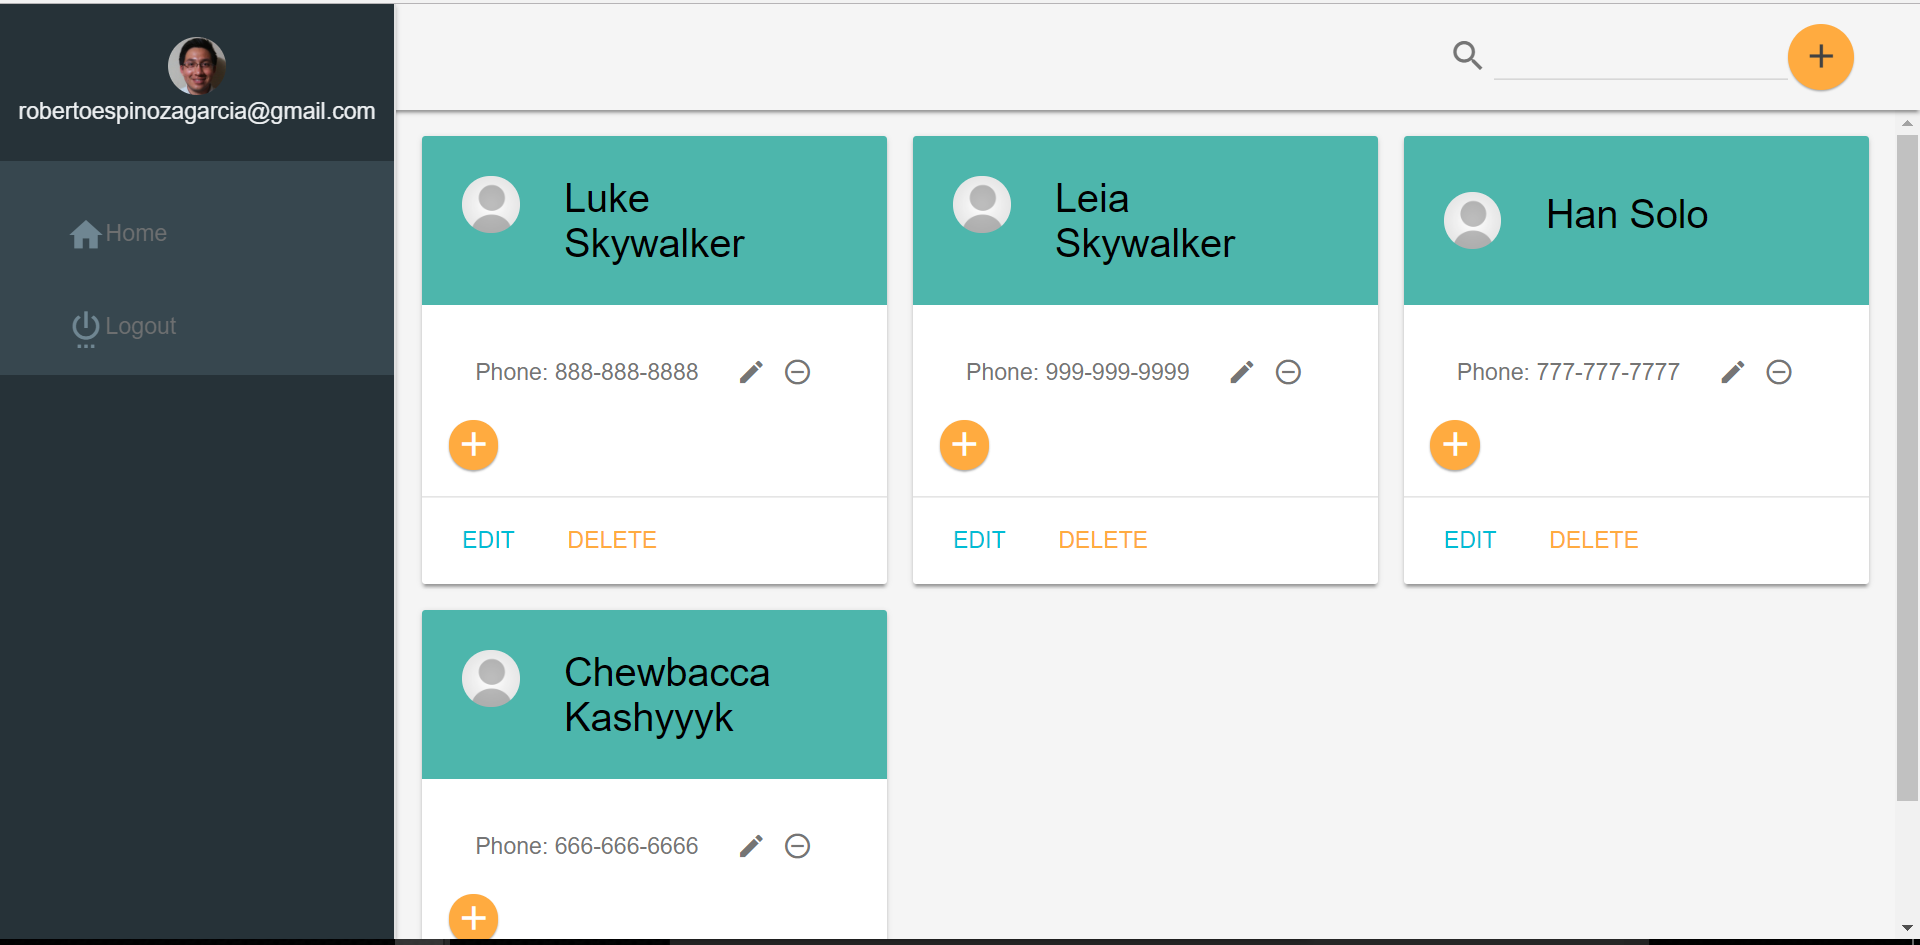 robertoespinozagarcia@gmail.com
Home
Logout
Luke
Skywalker
Phone: 888-888-8888
EDIT DELETE
Leia
Skywalker
Phone: 999-999-9999
EDIT DELETE
Han Solo
Phone: 777-777-7777
EDIT DELETE
Chewbacca
Kashyyyk
Phone: 666-666-6666